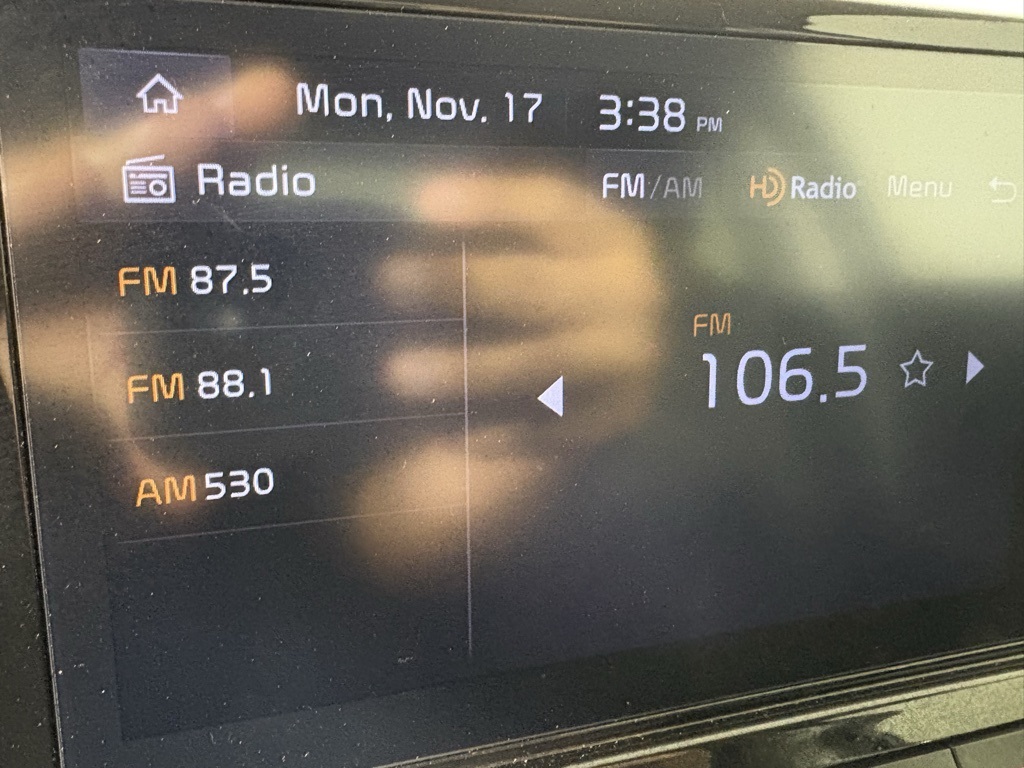 Mon, Nov. 17 3:38 PM
Radio FM/AM HD Radio Menu
FM 87.5
FM 88.1
AM 530
FM
106.5